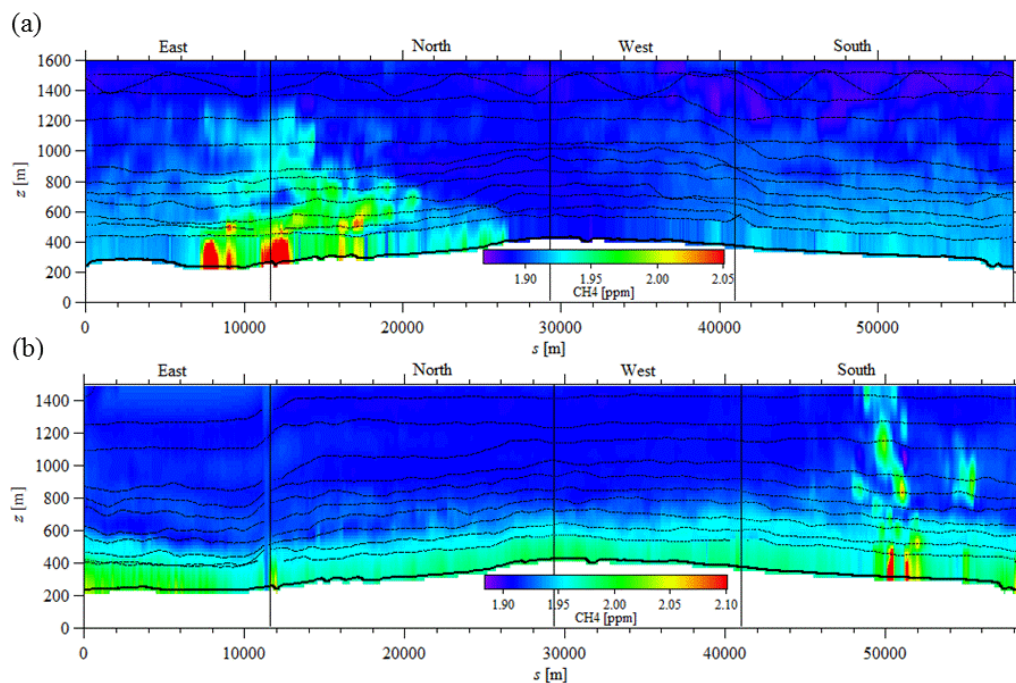 (a)
East North West South
1600
1400
1200
1000
800
600
400
200
0
z [m]
1.90 1.95 2.00 2.05
CH4 [ppm]
0 10000 20000 30000 40000 50000
s [m]
(b)
East North West South
1400
1200
1000
800
600
400
200
0
z [m]
1.90 1.95 2.00 2.05 2.10
CH4 [ppm]
0 10000 20000 30000 40000 50000
s [m]